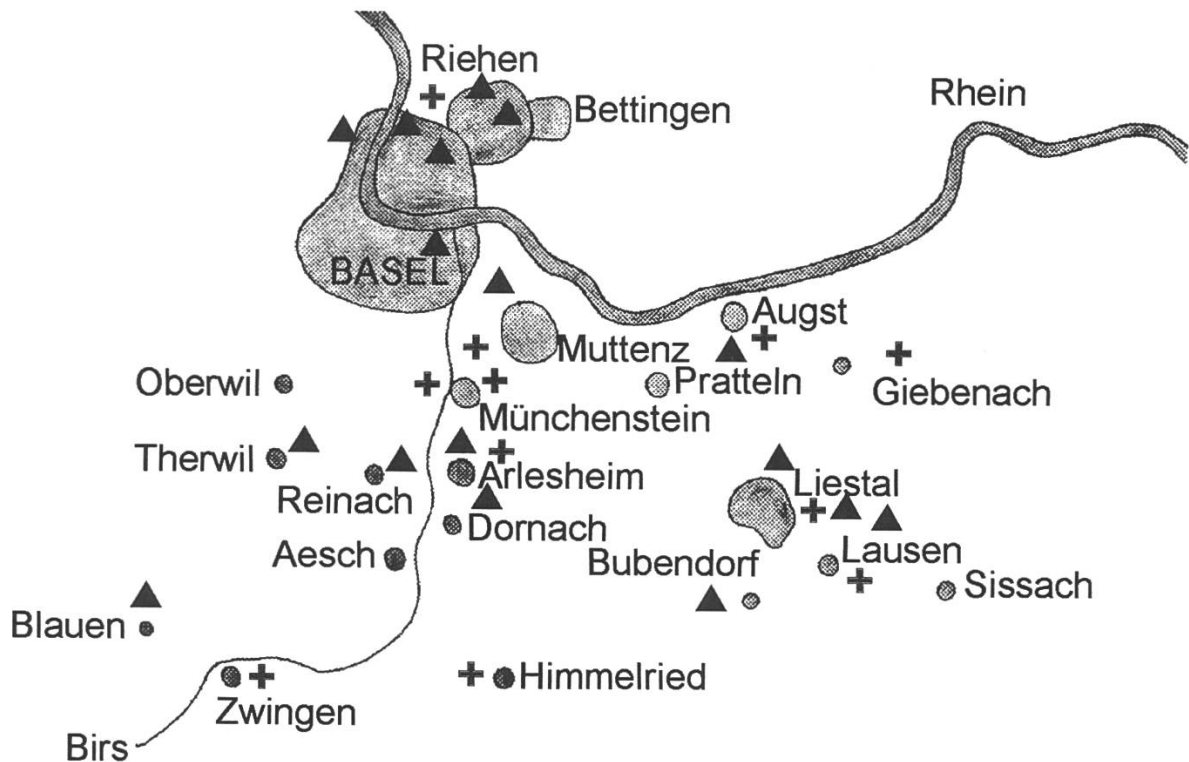 Riehen
Bettingen
Rhein
BASEL
Augst
Muttenz
Oberwil
Pratteln
Giebenach
Münchenstein
Therwil
Arlesheim
Reinach
Liestal
Dornach
Aesch
Lausen
Bubendorf
Sissach
Blauen
Himmelried
Zwingen
Birs